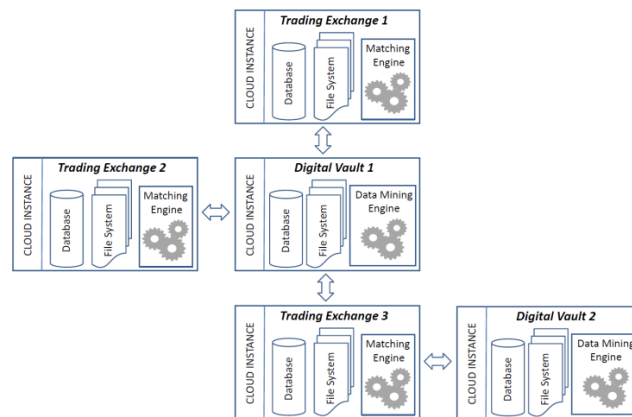 Trading Exchange 1
CLOUD INSTANCE
Database
File System
Matching
Engine
Trading Exchange 2
CLOUD INSTANCE
Database
File System
Matching
Engine
Digital Vault 1
CLOUD INSTANCE
Database
File System
Data Mining
Engine
Trading Exchange 3
CLOUD INSTANCE
Database
File System
Matching
Engine
Digital Vault 2
CLOUD INSTANCE
Database
File System
Data Mining
Engine